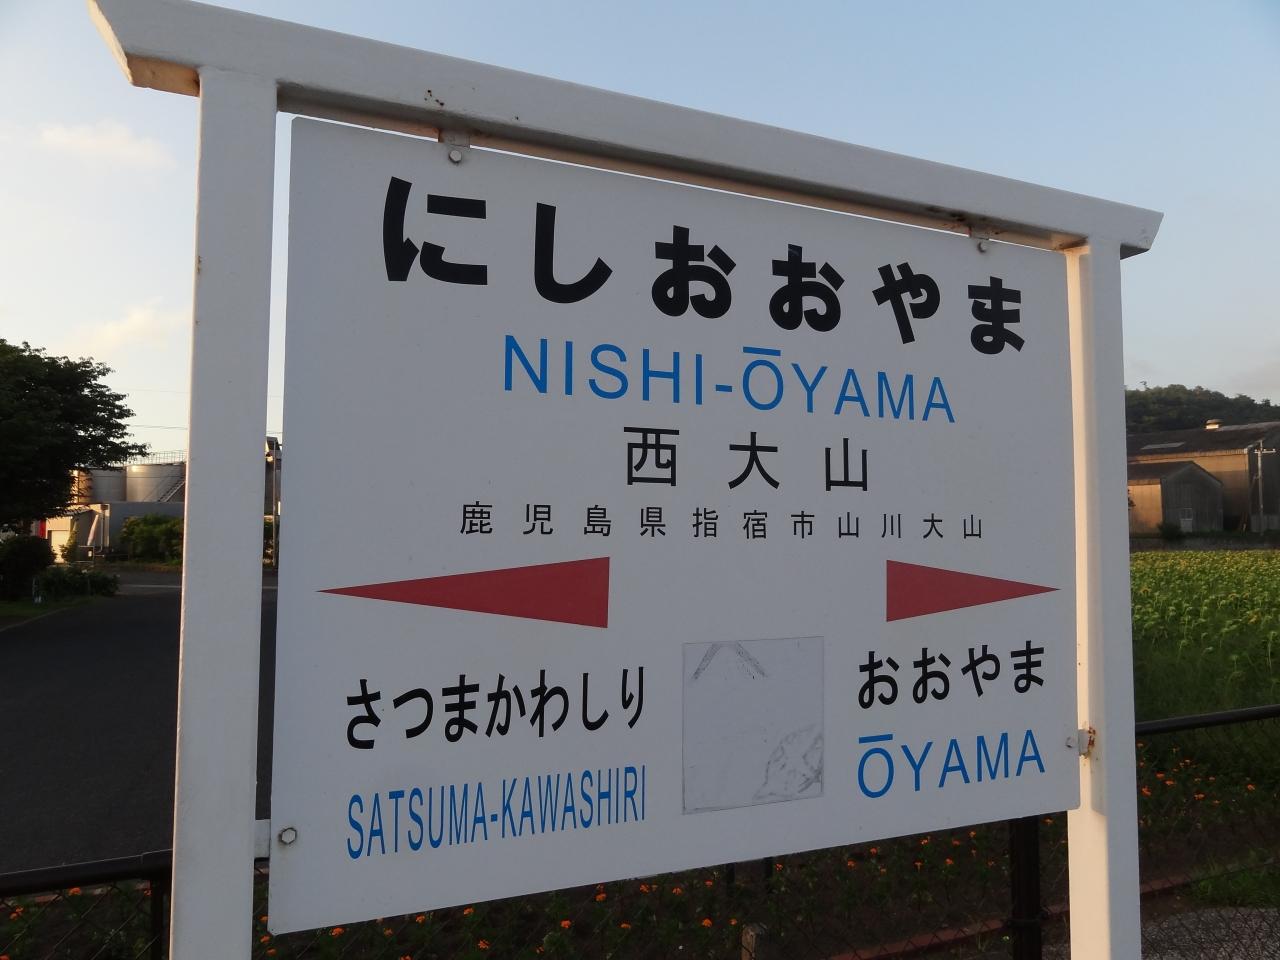 にしおおやま
NISHI-ŌYAMA
西大山
鹿児島県指宿市山川大山
さつまかわしり
SATSUMA-KAWASHIRI
おおやま
ŌYAMA